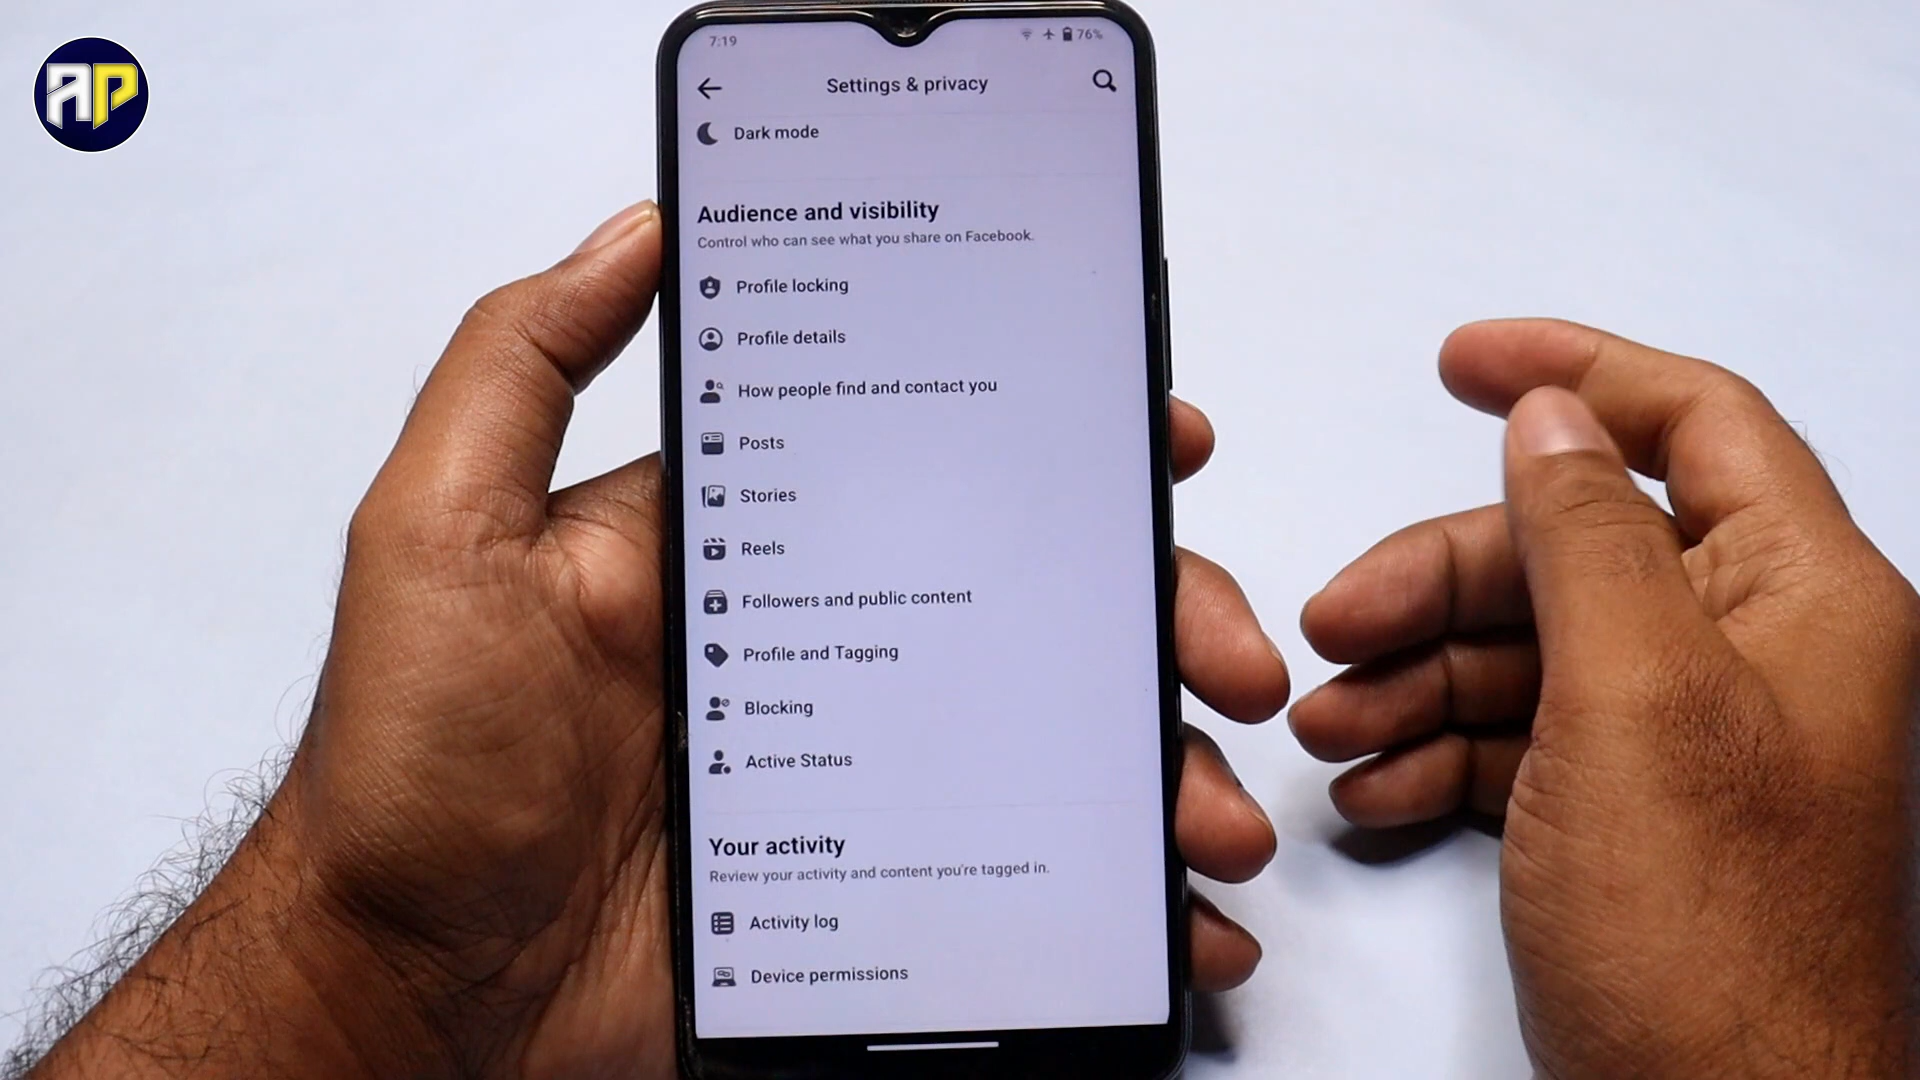 AP
7:19
76%
Settings & privacy
Dark mode
Audience and visibility
Control who can see what you share on Facebook.
Profile locking
Profile details
How people find and contact you
Posts
Stories
Reels
Followers and public content
Profile and Tagging
Blocking
Active Status
Your activity
Review your activity and content you're tagged in.
Activity log
Device permissions